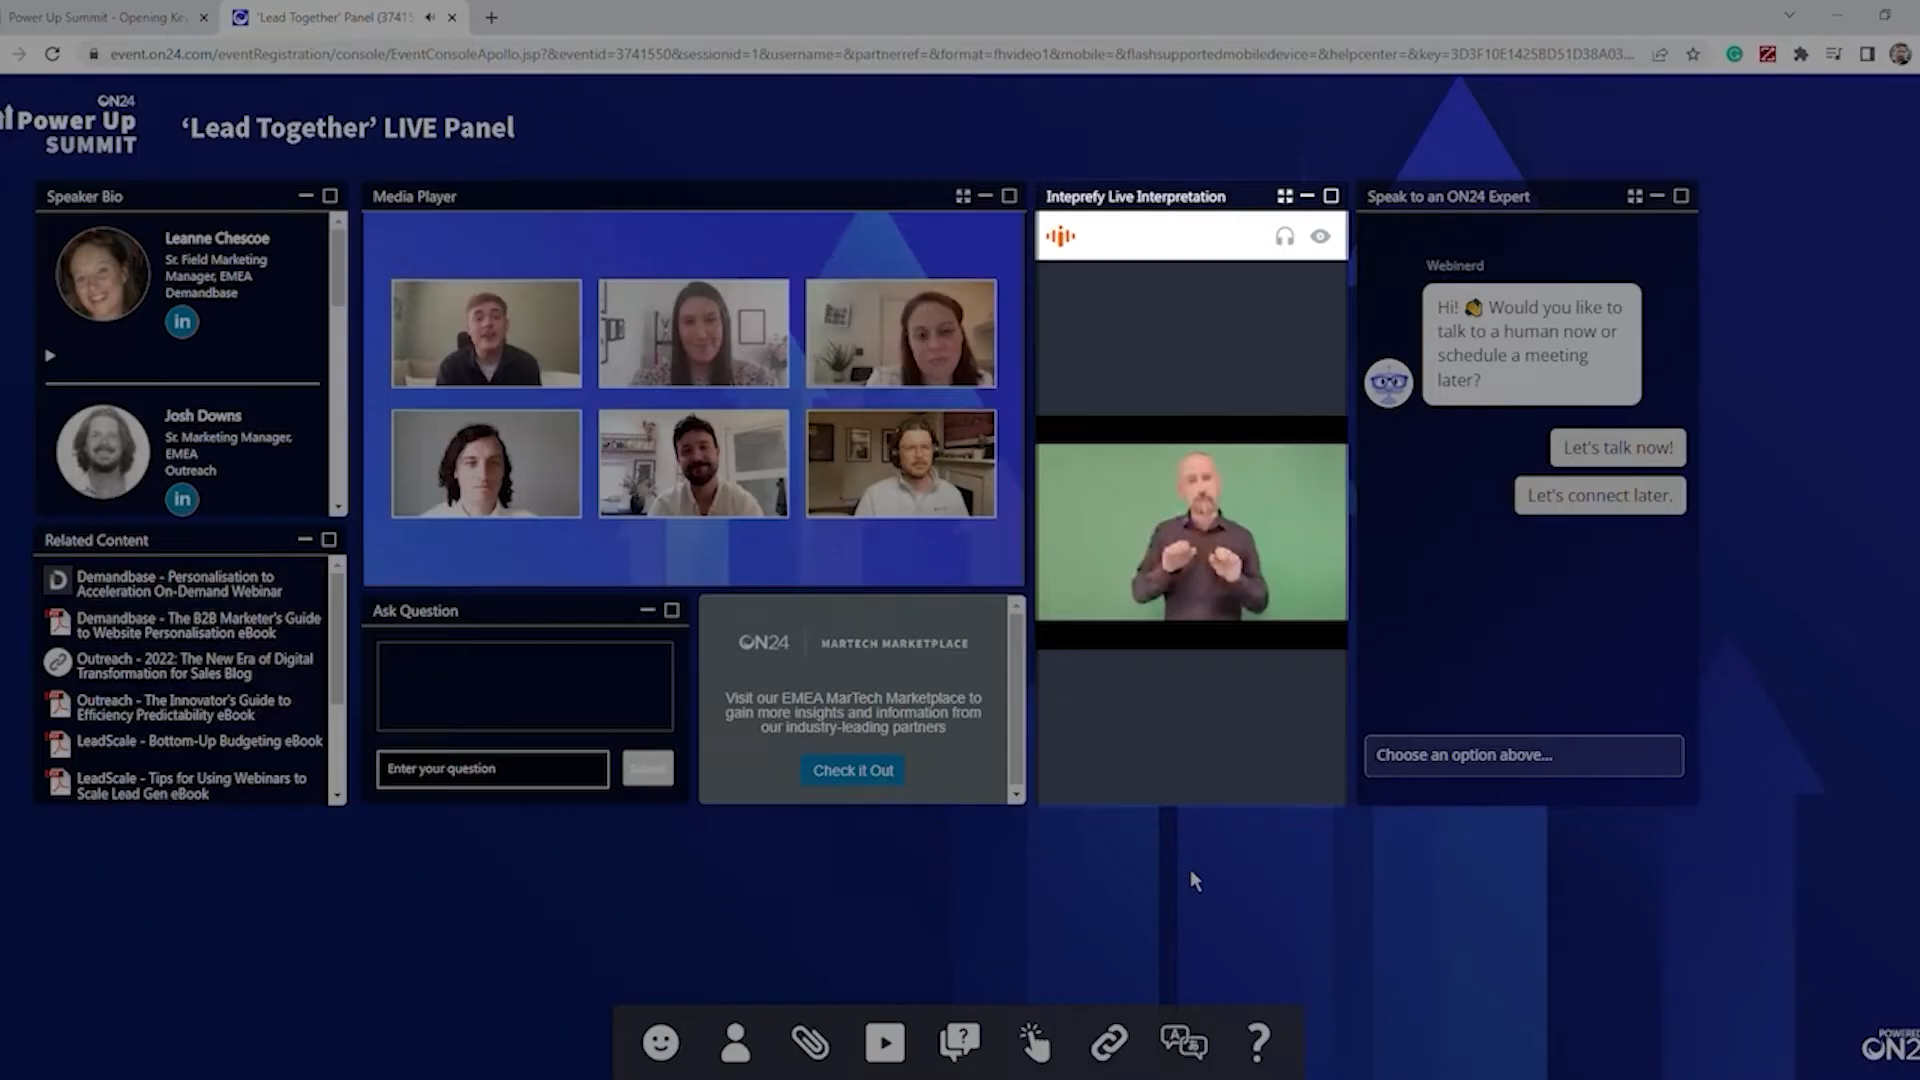 Power Up Summit - Opening Ke
'Lead Together' Panel (3741
event.on24.com/eventRegistration/console/EventConsoleApollo.jsp?&eventid=3741550&sessionid=1&username=&partnerref=&format=fhvideo1&mobile=&flashsupportedmobiledevice=&helpcenter=&key=3D3F10E1425BD51D38A03...
ON24
Power Up
SUMMIT
‘Lead Together’ LIVE Panel
Speaker Bio
Leanne Chescoe
Sr. Field Marketing
Manager, EMEA
Demandbase
in
Josh Downs
Sr. Marketing Manager,
EMEA
Outreach
in
Related Content
Demandbase - Personalisation to
Acceleration On-Demand Webinar
Demandbase - The B2B Marketer's Guide
to Website Personalisation eBook
Outreach - 2022: The New Era of Digital
Transformation for Sales Blog
Outreach - The Innovator's Guide to
Efficiency Predictability eBook
LeadScale - Bottom-Up Budgeting eBook
LeadScale - Tips for Using Webinars to
Scale Lead Gen eBook
Media Player
Ask Question
Enter your question
ON24 | MARTECH MARKETPLACE
Visit our EMEA MarTech Marketplace to
gain more insights and information from
our industry-leading partners
Check it Out
Inteprefy Live Interpretation
Speak to an ON24 Expert
Webinerd
Hi! 👋 Would you like to
talk to a human now or
schedule a meeting
later?
Let's talk now!
Let's connect later.
Choose an option above...
POWERED
ON2